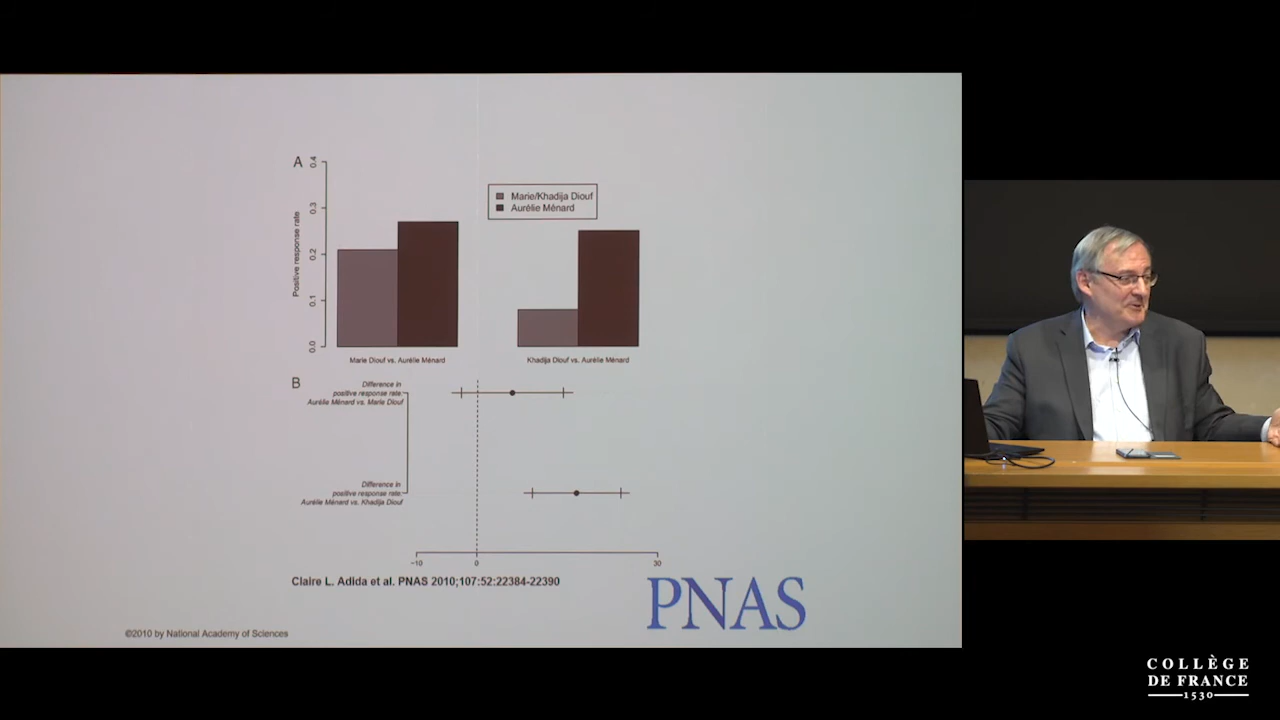 A
0.4
0.3
0.2
0.1
0.0
Positive response rate
Marie/Khadija Diouf
Aurélie Ménard
Marie Diouf vs. Aurélie Ménard
Khadija Diouf vs. Aurélie Ménard
B
Difference in
positive response rate:
Aurélie Ménard vs. Marie Diouf
Difference in
positive response rate:
Aurélie Ménard vs. Khadija Diouf
−10
0
30
Claire L. Adida et al. PNAS 2010;107:52:22384-22390
PNAS
©2010 by National Academy of Sciences
COLLÈGE
DE FRANCE
1530